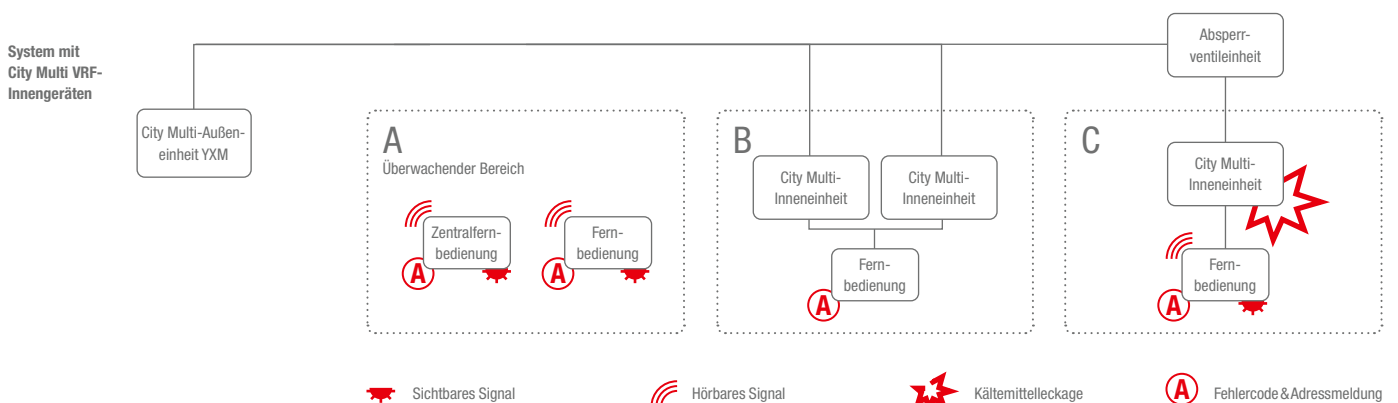 System mit
City Multi VRF-
Innengeräten
City Multi-Außen-
einheit YXM
Absperr-
ventileinheit
A
Überwachender Bereich
Zentralfern-
bedienung
A
Fern-
bedienung
A
B
City Multi-
Inneneinheit
City Multi-
Inneneinheit
Fern-
bedienung
A
C
City Multi-
Inneneinheit
Fern-
bedienung
A
Sichtbares Signal
Hörbares Signal
Kältemittelleckage
A
Fehlercode & Adressmeldung